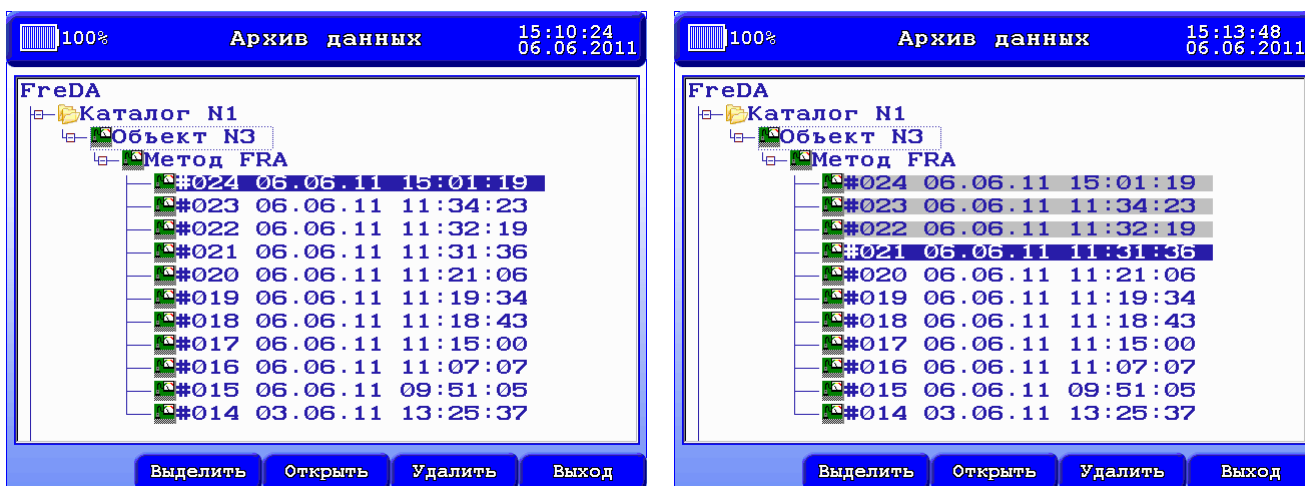 100% Архив данных 15:10:24
06.06.2011
FreDA
Каталог N1
Объект N3
Метод FRA
#024 06.06.11 15:01:19
#023 06.06.11 11:34:23
#022 06.06.11 11:32:19
#021 06.06.11 11:31:36
#020 06.06.11 11:21:06
#019 06.06.11 11:19:34
#018 06.06.11 11:18:43
#017 06.06.11 11:15:00
#016 06.06.11 11:07:07
#015 06.06.11 09:51:05
#014 03.06.11 13:25:37
Выделить Открыть Удалить Выход
100% Архив данных 15:13:48
06.06.2011
FreDA
Каталог N1
Объект N3
Метод FRA
#024 06.06.11 15:01:19
#023 06.06.11 11:34:23
#022 06.06.11 11:32:19
#021 06.06.11 11:31:36
#020 06.06.11 11:21:06
#019 06.06.11 11:19:34
#018 06.06.11 11:18:43
#017 06.06.11 11:15:00
#016 06.06.11 11:07:07
#015 06.06.11 09:51:05
#014 03.06.11 13:25:37
Выделить Открыть Удалить Выход